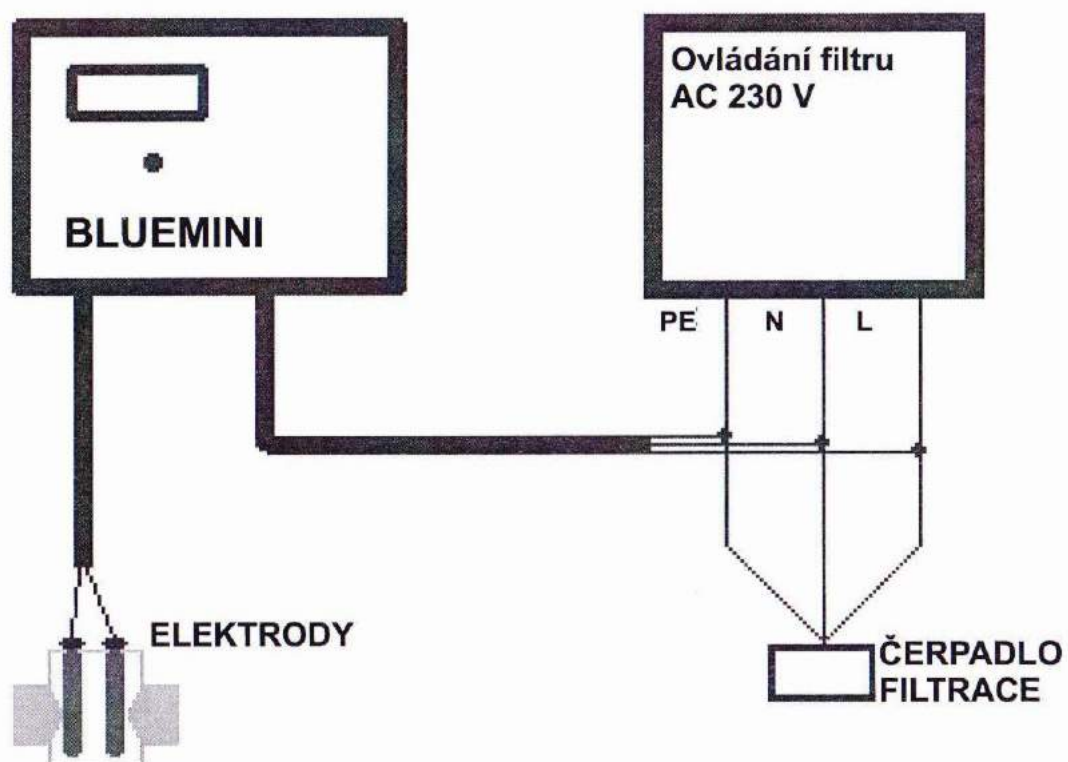 BLUEMINI
Ovládání filtru
AC 230 V
PE N L
ELEKTRODY
ČERPADLO
FILTRACE